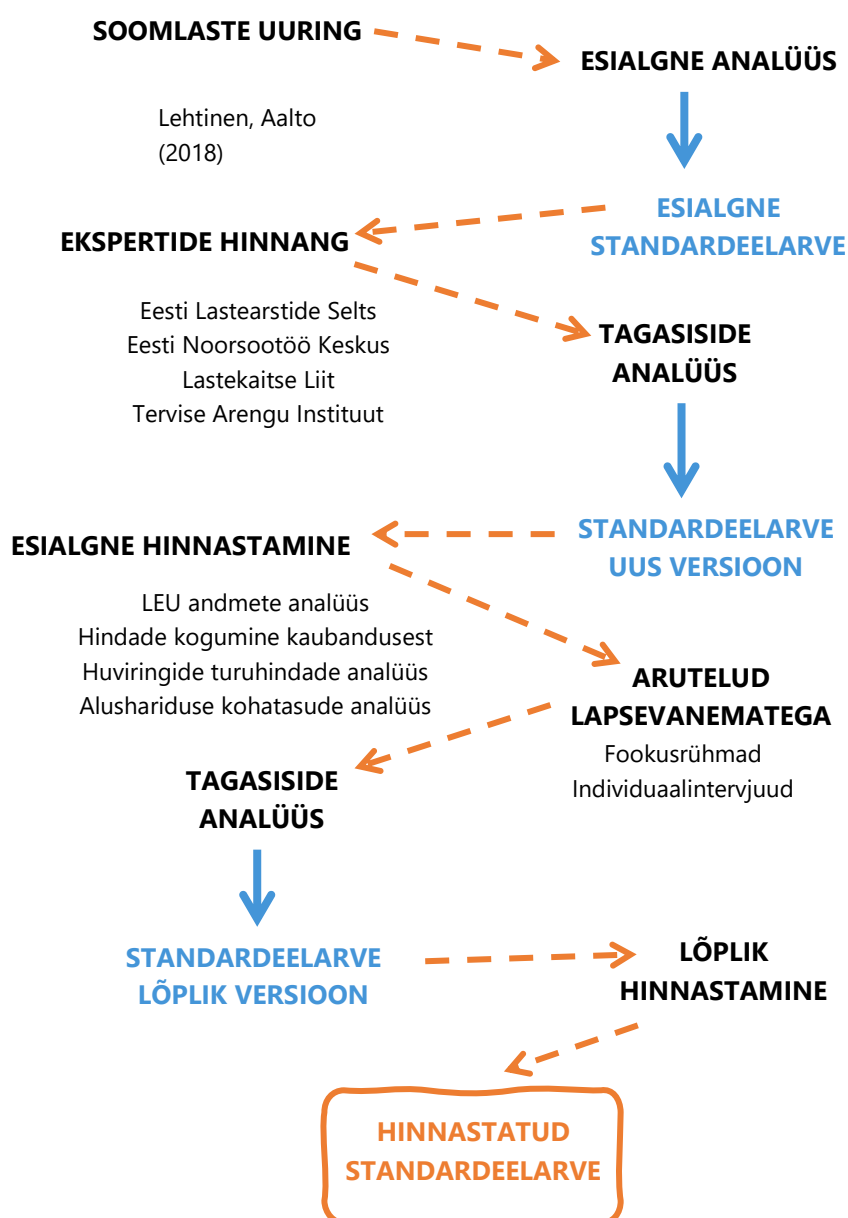 SOOMLASTE UURING
ESIALGNE ANALÜÜS
Lehtinen, Aalto
(2018)
ESIALGNE
STANDARDEELARVE
EKSPERTIDE HINNANG
Eesti Lastearstide Selts
Eesti Noorsootöö Keskus
Lastekaitse Liit
Tervise Arengu Instituut
TAGASISIDE
ANALÜÜS
STANDARDEELARVE
UUS VERSIOON
ESIALGNE HINNASTAMINE
LEU andmete analüüs
Hindade kogumine kaubandusest
Huviringide turuhindade analüüs
Alushariduse kohatasude analüüs
ARUTELUD
LAPSEVANEMATEGA
Fookusrühmad
Individuaalintervjuud
TAGASISIDE
ANALÜÜS
STANDARDEELARVE
LÕPLIK VERSIOON
LÕPLIK
HINNASTAMINE
HINNASTATUD
STANDARDEELARVE